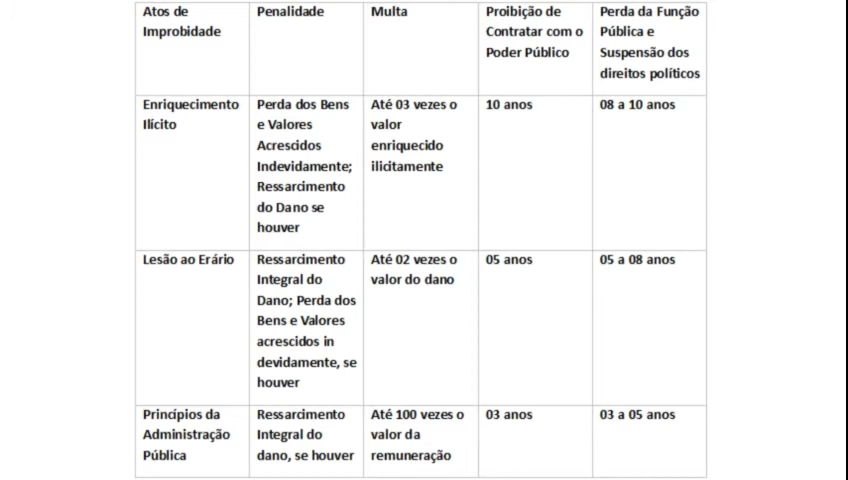 Atos de
Improbidade
Penalidade
Multa
Proibição de
Contratar com o
Poder Público
Perda da Função
Pública e
Suspensão dos
direitos políticos
Enriquecimento
Ilícito
Perda dos Bens
e Valores
Acrescidos
Indevidamente;
Ressarcimento
do Dano se
houver
Até 03 vezes o
valor
enriquecido
ilicitamente
10 anos
08 a 10 anos
Lesão ao Erário
Ressarcimento
Integral do
Dano; Perda dos
Bens e Valores
acrescidos in
devidamente, se
houver
Até 02 vezes o
valor do dano
05 anos
05 a 08 anos
Princípios da
Administração
Pública
Ressarcimento
Integral do
dano, se houver
Até 100 vezes o
valor da
remuneração
03 anos
03 a 05 anos